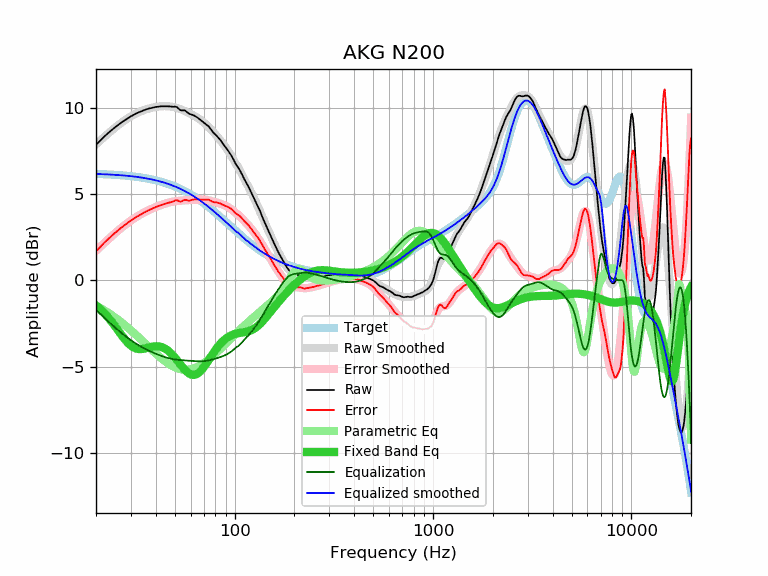 AKG N200
Amplitude (dBr)
10
5
0
−5
−10
Target
Raw Smoothed
Error Smoothed
Raw
Error
Parametric Eq
Fixed Band Eq
Equalization
Equalized smoothed
100 1000 10000
Frequency (Hz)